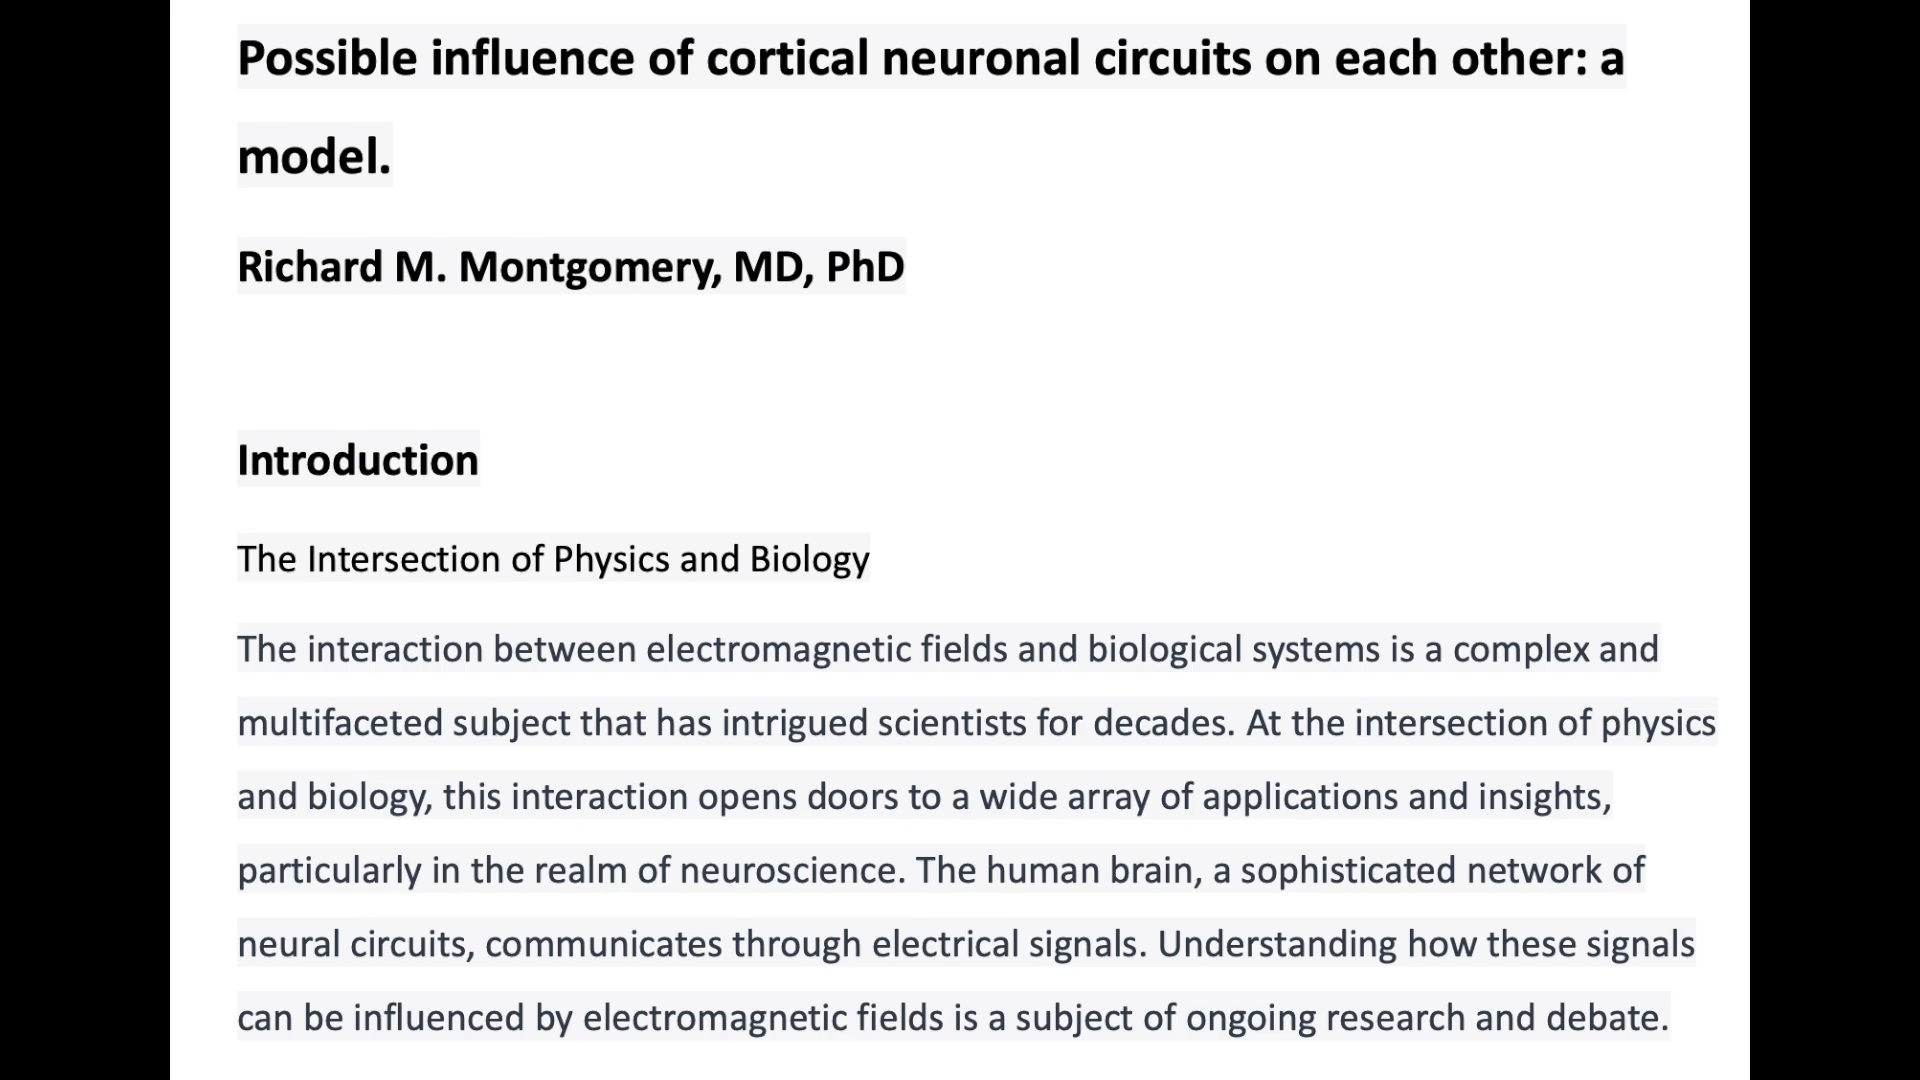 Possible influence of cortical neuronal circuits on each other: a
model.
Richard M. Montgomery, MD, PhD
Introduction
The Intersection of Physics and Biology
The interaction between electromagnetic fields and biological systems is a complex and
multifaceted subject that has intrigued scientists for decades. At the intersection of physics
and biology, this interaction opens doors to a wide array of applications and insights,
particularly in the realm of neuroscience. The human brain, a sophisticated network of
neural circuits, communicates through electrical signals. Understanding how these signals
can be influenced by electromagnetic fields is a subject of ongoing research and debate.